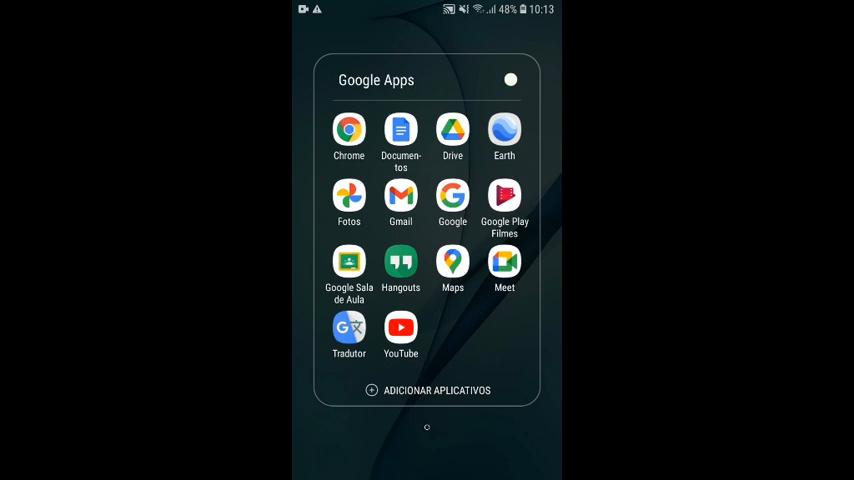 48% 10:13
Google Apps
Chrome
Documen-
tos
Drive
Earth
Fotos
Gmail
Google
Google Play
Filmes
Google Sala
de Aula
Hangouts
Maps
Meet
Tradutor
YouTube
ADICIONAR APLICATIVOS